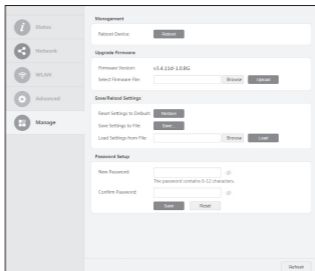 Management
Status
Reboot Device:
Reboot
Upgrade Firmware
Network
Firmware Version:
Select Firmware File:
Browse
Upload
WLAN
Save/Reload Settings
Advanced
Reset Settings to Default:
Restore
Save Settings to File:
Save
Manage
Load Settings from File:
Browse
Load
Password Setup
New Password:
The password contains 0-32 characters.
Confirm Password:
Save
Reset
Refresh